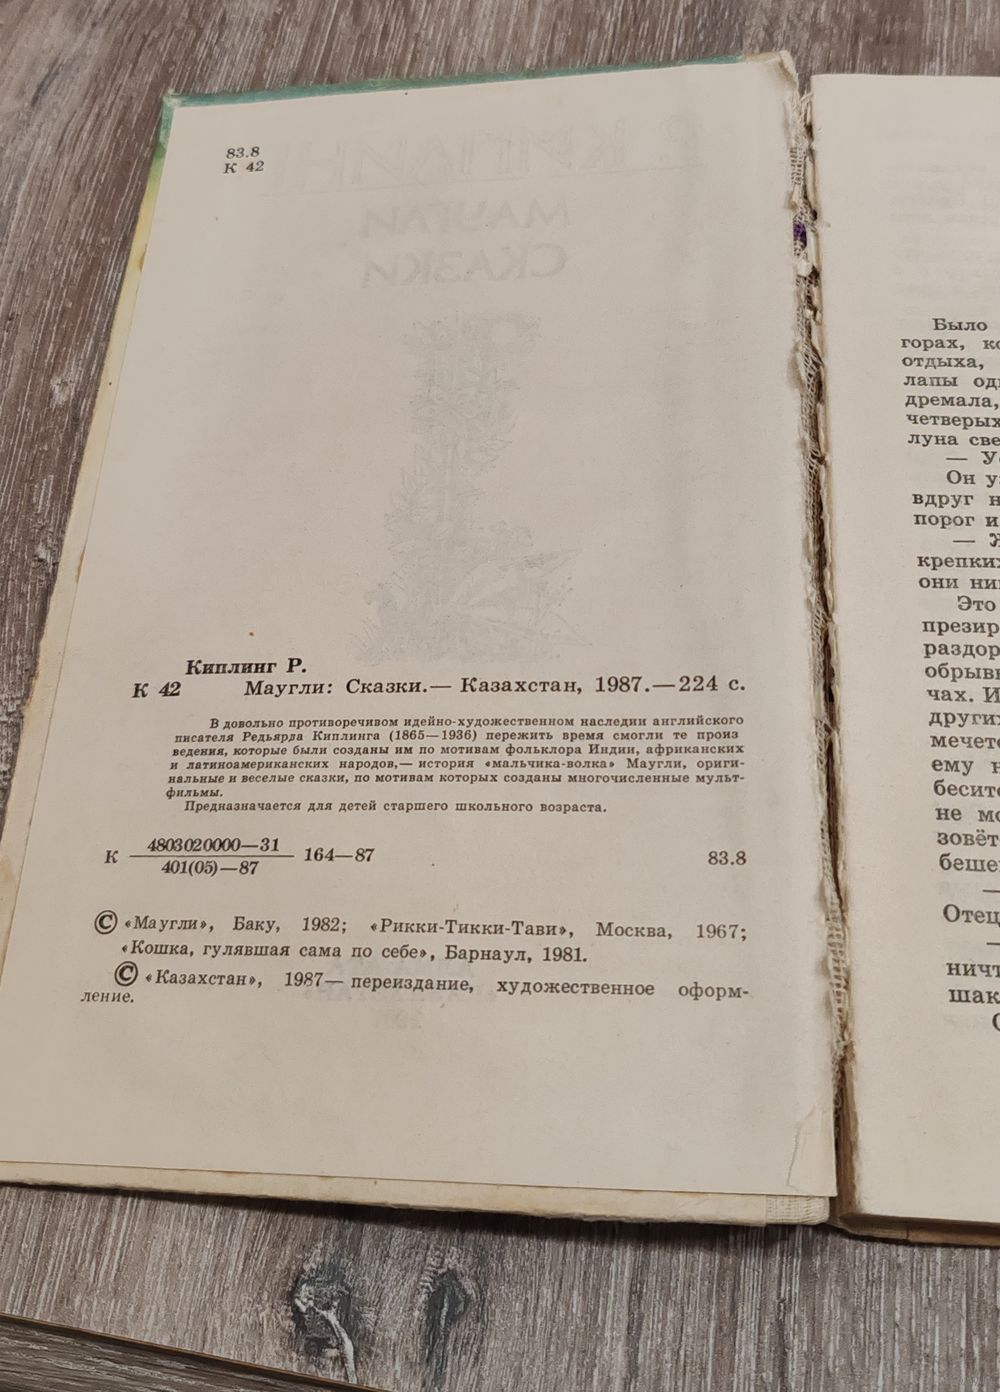 83.8
К 42
Киплинг Р.
К 42 Маугли: Сказки.— Казахстан, 1987.—224 с.
В довольно противоречивом идейно-художественном наследии английского
писателя Редьярда Киплинга (1865—1936) пережить время смогли те произ
ведения, которые были созданы им по мотивам фольклора Индии, африканских
и латиноамериканских народов,— история «мальчика-волка» Маугли, ориги-
нальные и веселые сказки, по мотивам которых созданы многочисленные мульт-
фильмы.
Предназначается для детей старшего школьного возраста.
К 4803020000—31 164—87 83.8
401(05)—87
© «Маугли», Баку, 1982; «Рикки-Тикки-Тави», Москва, 1967;
«Кошка, гулявшая сама по себе», Барнаул, 1981.
© «Казахстан», 1987— переиздание, художественное оформ-
ление.
Было
горах,
отдыха,
лапы
дремала,
четверых
луна
—
Он
вдруг
порог и
—
крепких
они
Это
презир
раздор
обрыв
чах. И
других
мечет
ему
бесит
не
зовёт
беше
—
Отец
—
ничт
шак